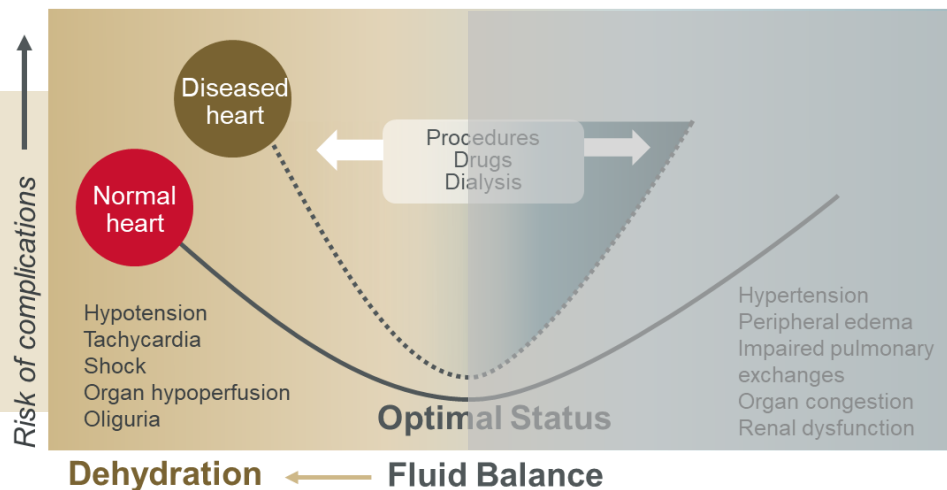 Risk of complications
Diseased
heart
Normal
heart
Procedures
Drugs
Dialysis
Hypotension
Tachycardia
Shock
Organ hypoperfusion
Oliguria
Hypertension
Peripheral edema
Impaired pulmonary
exchanges
Organ congestion
Renal dysfunction
Optimal Status
Dehydration
Fluid Balance